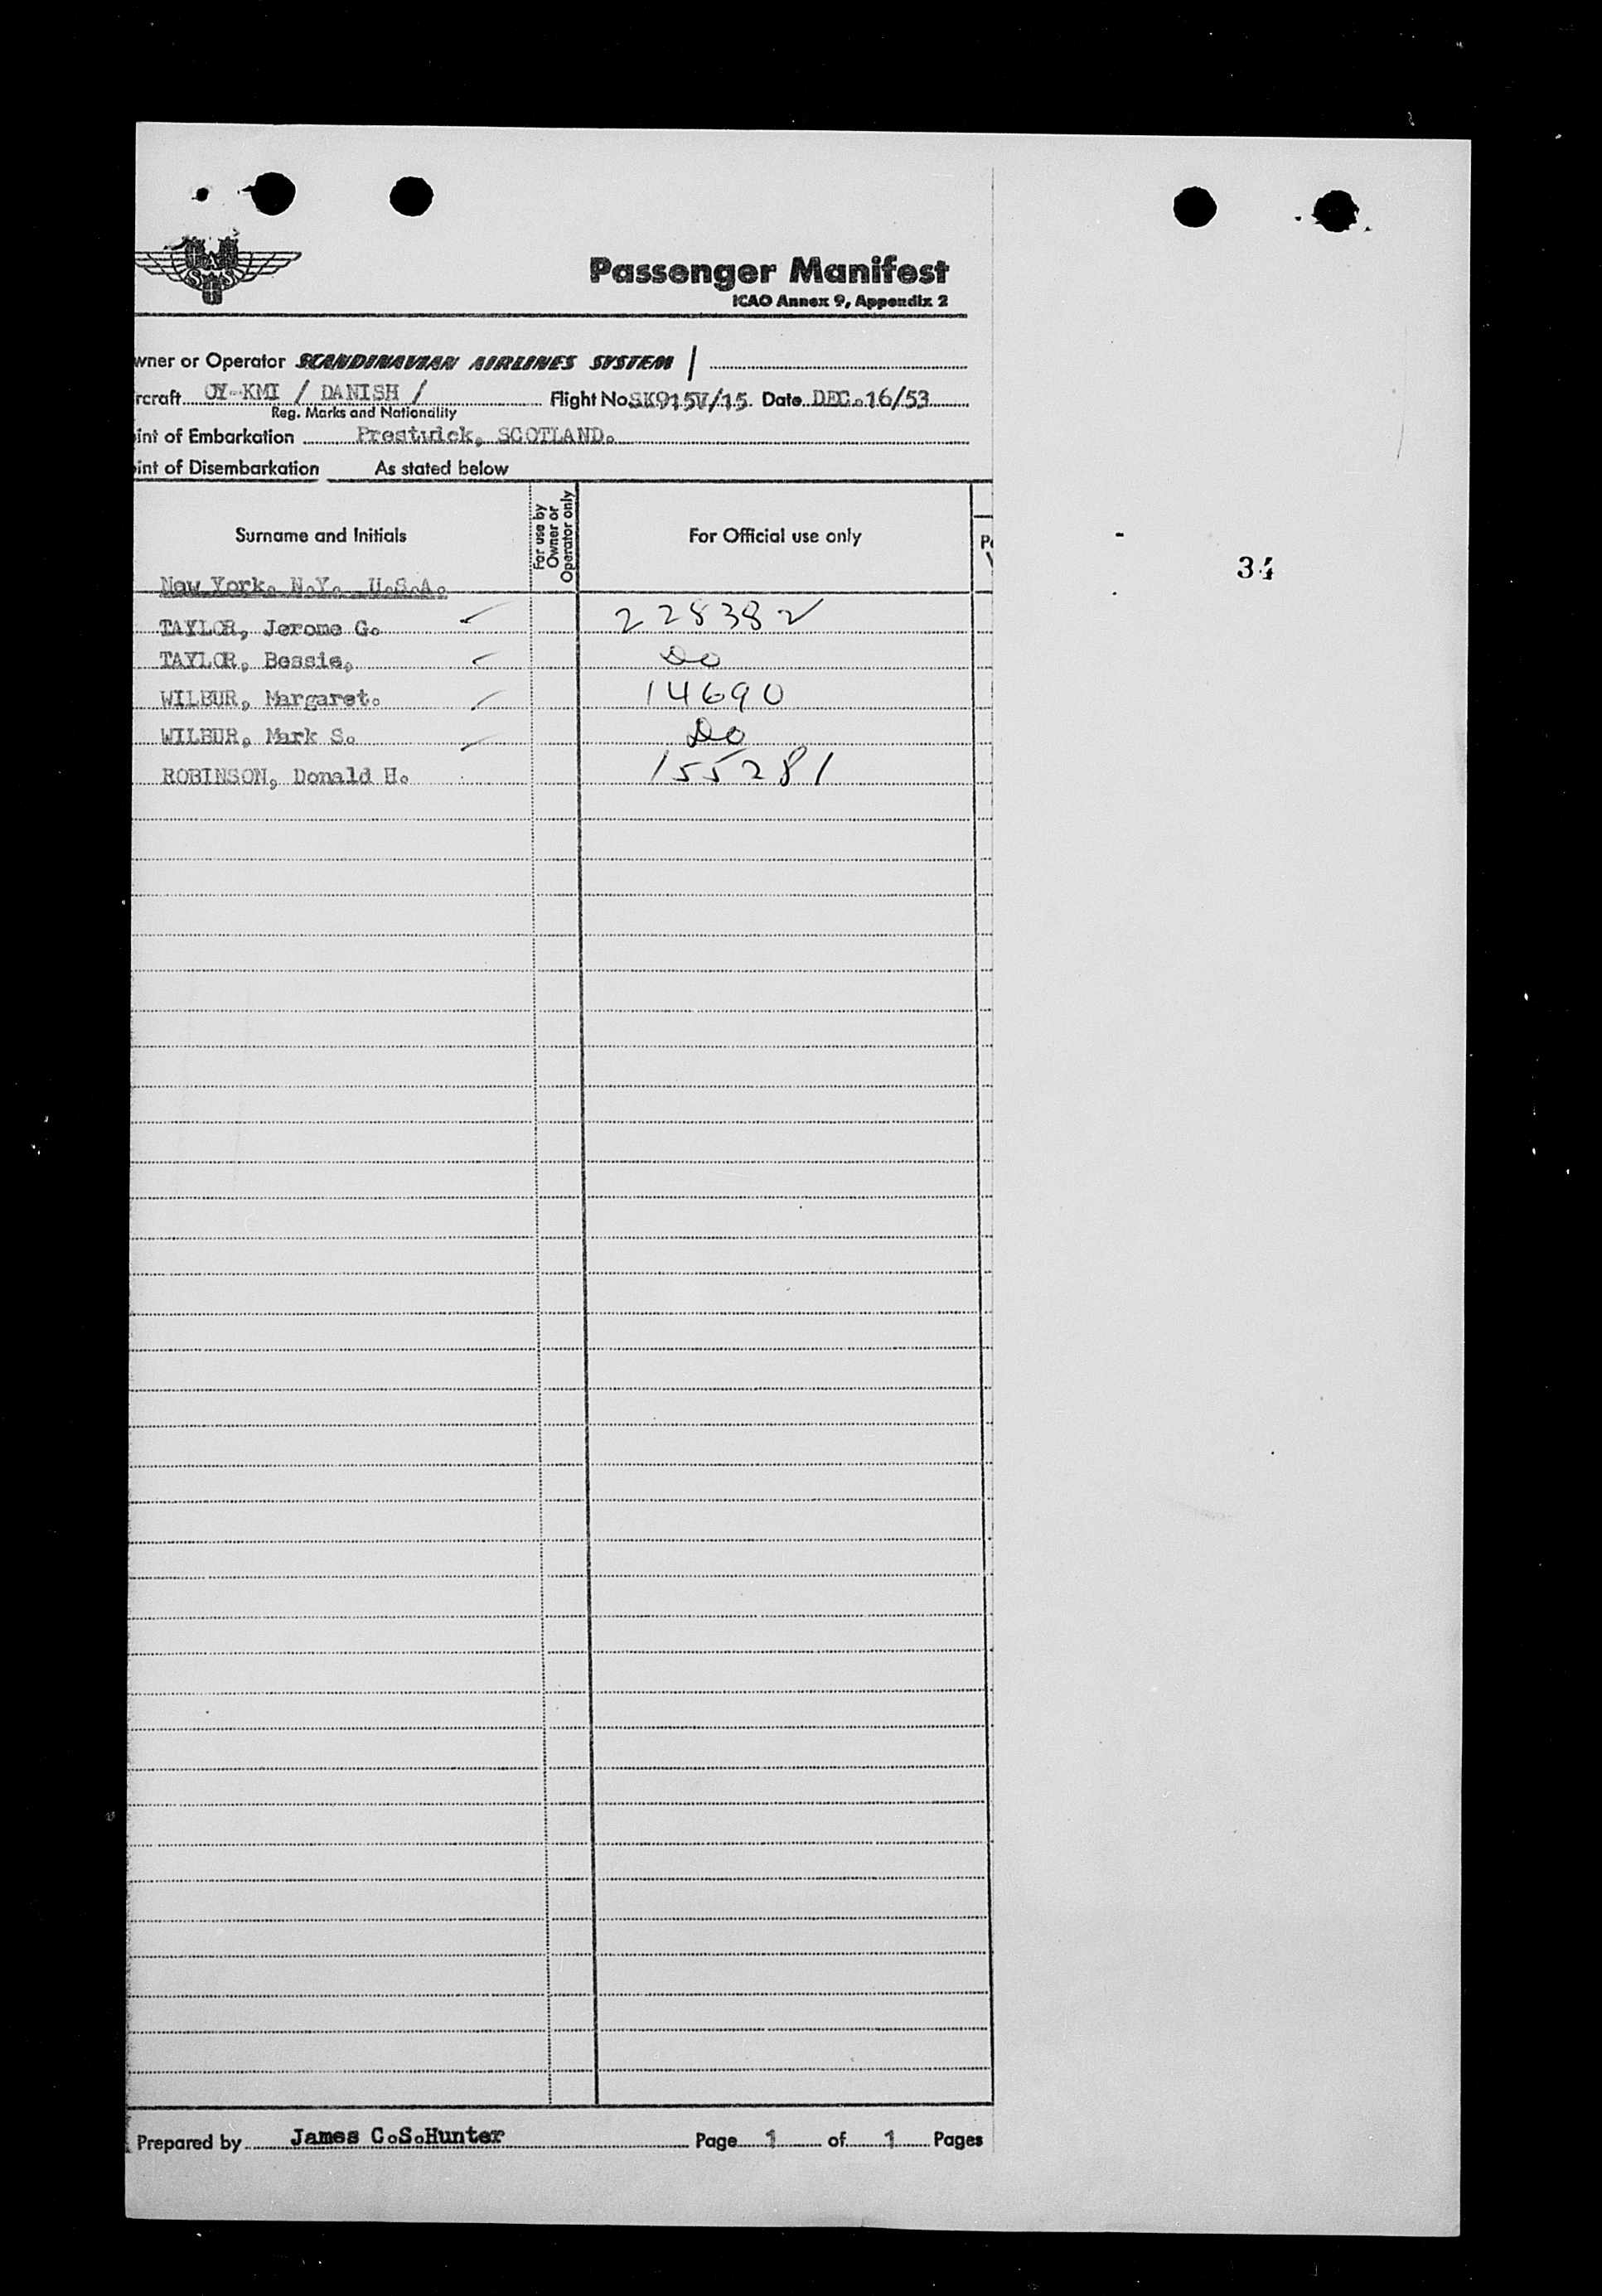 SAS
Passenger Manifest
ICAO Annex 9, Appendix 2
wner or Operator SCANDINAVIAN AIRLINES SYSTEM /
rcraft OY-KMI / DANISH / Flight No SK915V/15 Date DEC.16/53
Reg. Marks and Nationality
int of Embarkation Prestwick, SCOTLAND.
int of Disembarkation As stated below
Surname and Initials
For use by Owner or Operator only
For Official use only
34
New York. N.Y. U.S.A.
TAYLOR, Jerome G. 228382
TAYLOR, Bessie, Do
WILBUR, Margaret. 14690
WILBUR, Mark S. Do
ROBINSON, Donald H. 155281
Prepared by James C.S.Hunter Page 1 of 1 Pages